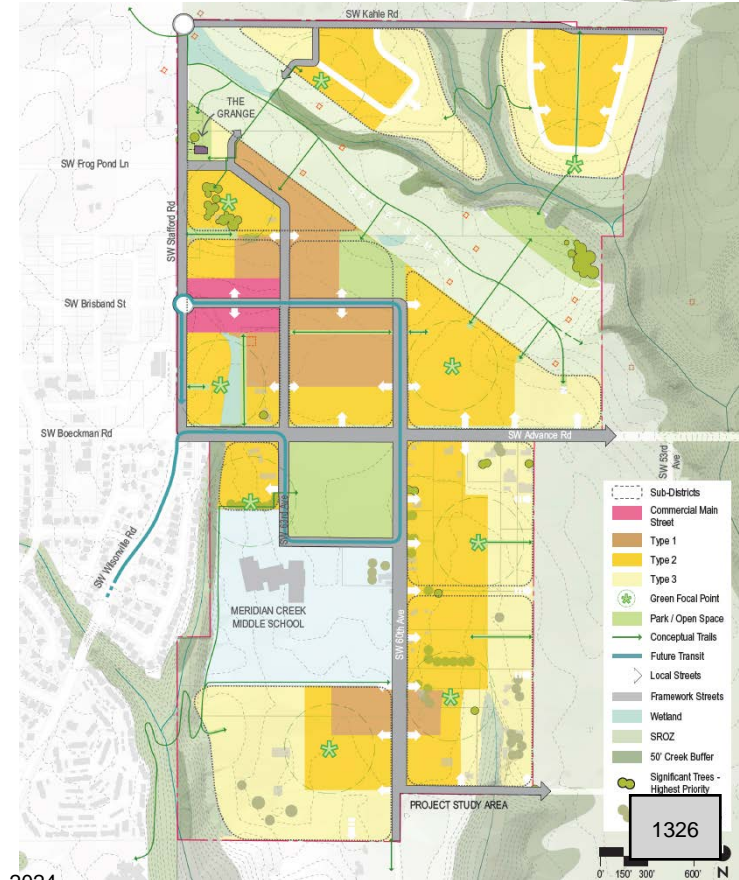 SW Kahle Rd
THE
GRANGE
SW Frog Pond Ln
SW Stafford Rd
SW Brisband St
SW Boeckman Rd
SW Advance Rd
SW 53rd
Ave
SW 63rd Ave
SW Wilsonville Rd
MERIDIAN CREEK
MIDDLE SCHOOL
SW 60th Ave
PROJECT STUDY AREA
Sub-Districts
Commercial Main
Street
Type 1
Type 2
Type 3
Green Focal Point
Park / Open Space
Conceptual Trails
Future Transit
Local Streets
Framework Streets
Wetland
SROZ
50' Creek Buffer
Significant Trees -
Highest Priority
1326
0' 150' 300' 600' N
2024